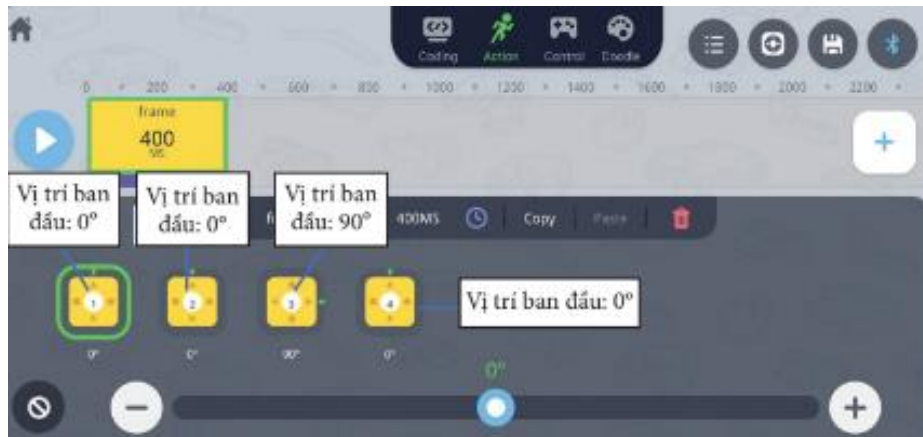 Coding Action Control Doodle
0 200 400 600 800 1000 1200 1400 1600 1800 2000 2200
frame
400
MS
Vị trí ban
đầu: 0°
Vị trí ban
đầu: 0°
Vị trí ban
đầu: 90°
400MS Copy Paste
1 2 3 4
Vị trí ban đầu: 0°
0° 0° 90° 0°
0°